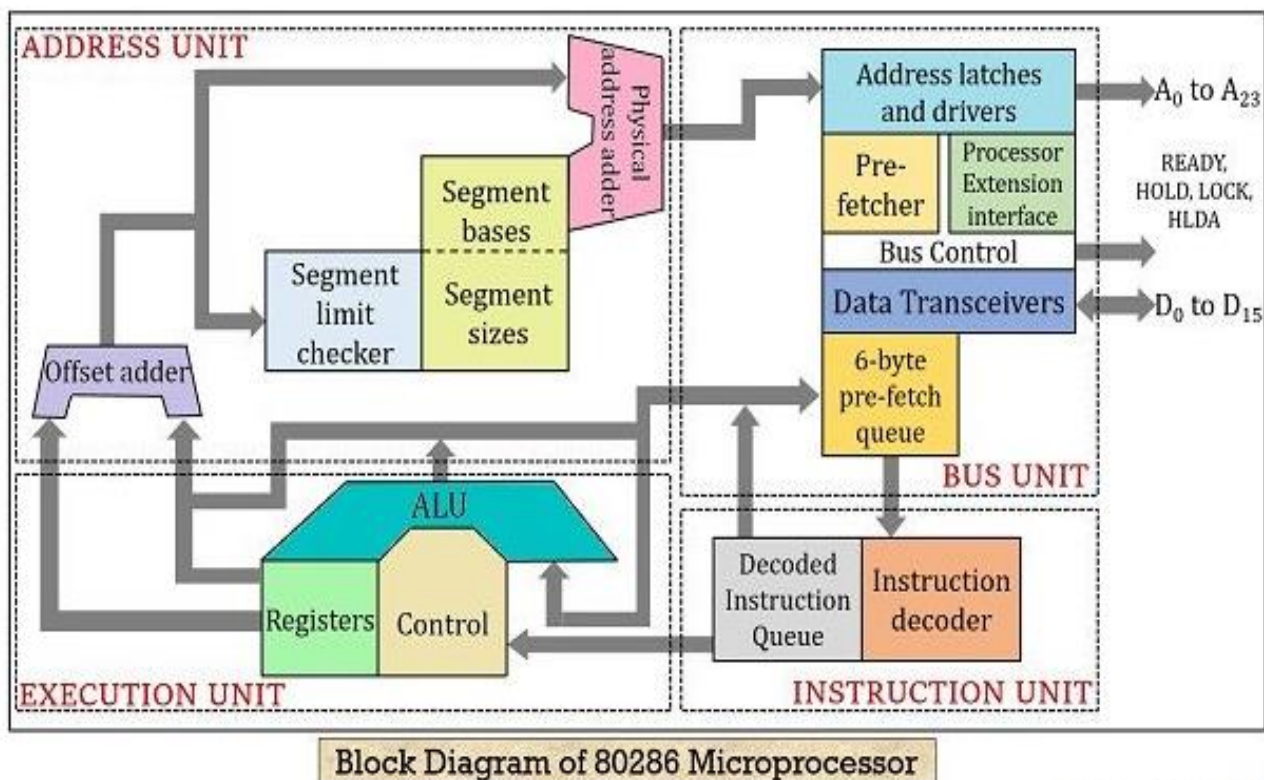 ADDRESS UNIT
Physical
address adder
Segment
bases
Segment
sizes
Segment
limit
checker
Offset adder
Address latches
and drivers
Pre-
fetcher
Processor
Extension
interface
Bus Control
Data Transceivers
6-byte
pre-fetch
queue
BUS UNIT
A₀ to A₂₃
READY,
HOLD, LOCK,
HLDA
D₀ to D₁₅
ALU
Registers
Control
EXECUTION UNIT
Decoded
Instruction
Queue
Instruction
decoder
INSTRUCTION UNIT
Block Diagram of 80286 Microprocessor